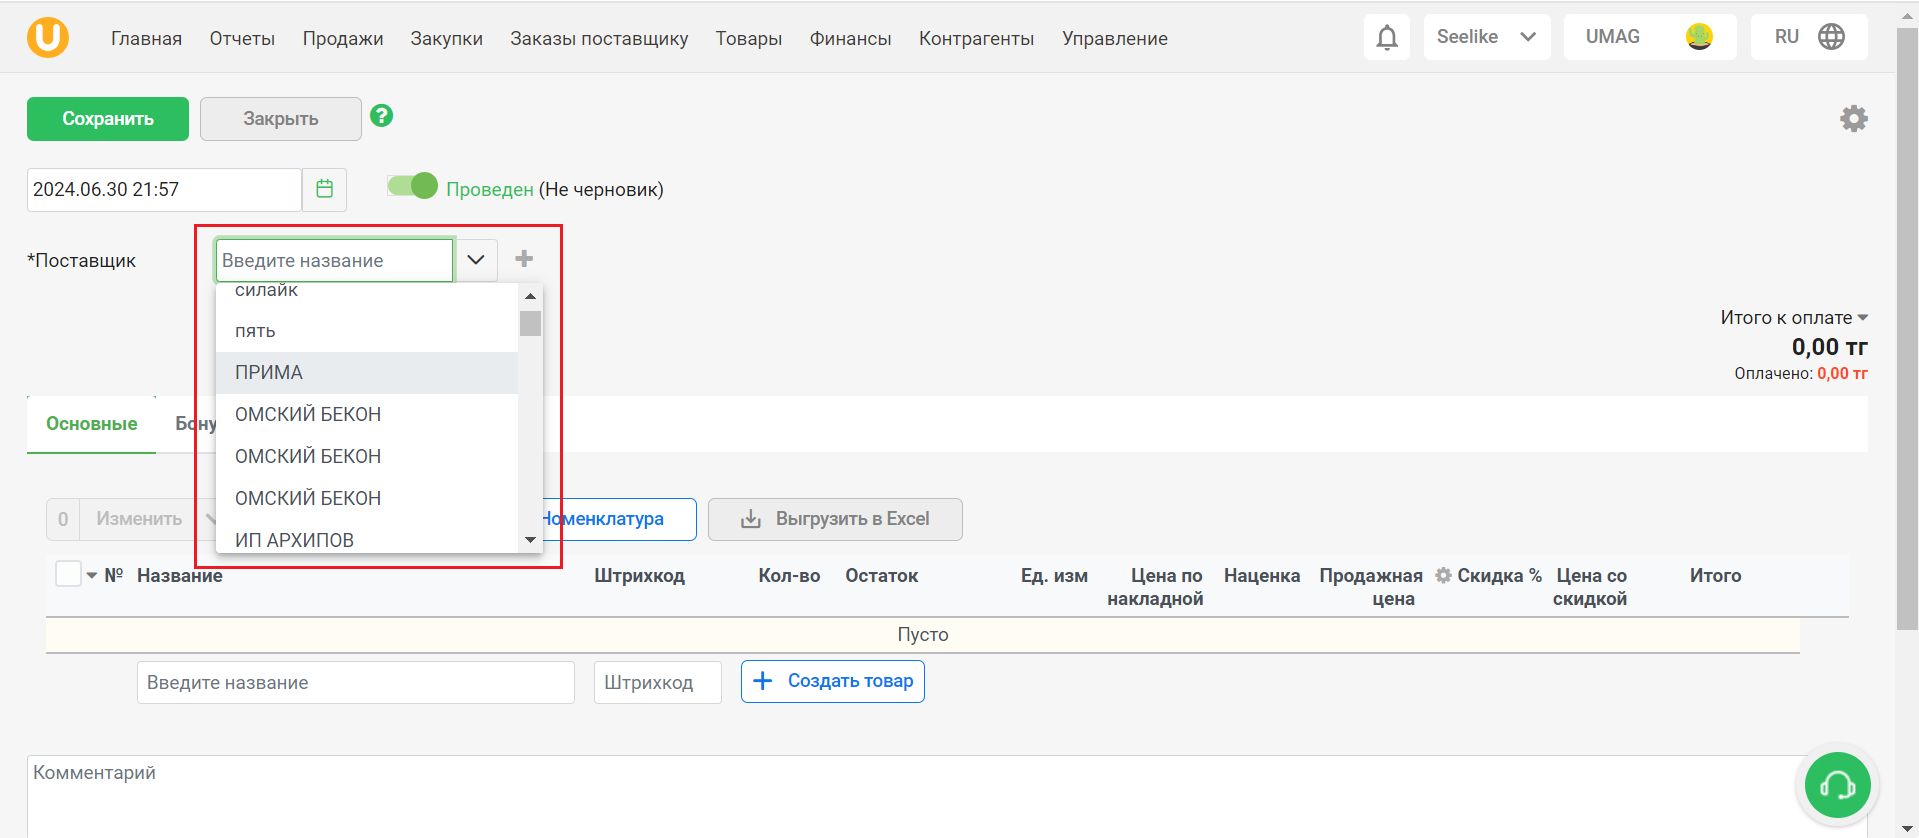 U Главная Отчеты Продажи Закупки Заказы поставщику Товары Финансы Контрагенты Управление Seelike UMAG RU
Сохранить Закрыть ?
2024.06.30 21:57 Проведен (Не черновик)
*Поставщик Введите название
силайк
пять
ПРИМА
ОМСКИЙ БЕКОН
ОМСКИЙ БЕКОН
ОМСКИЙ БЕКОН
ИП АРХИПОВ
Итого к оплате
0,00 тг
Оплачено: 0,00 тг
Основные Бону
0 Изменить Номенклатура Выгрузить в Excel
№ Название Штрихкод Кол-во Остаток Ед. изм Цена по накладной Наценка Продажная цена Скидка % Цена со скидкой Итого
Пусто
Введите название Штрихкод Создать товар
Комментарий